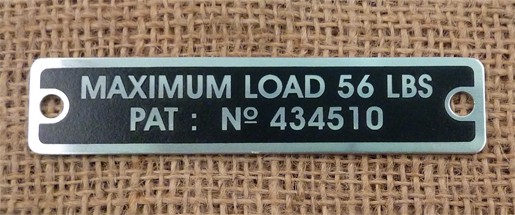 MAXIMUM LOAD 56 LBS
PAT : Nº 434510